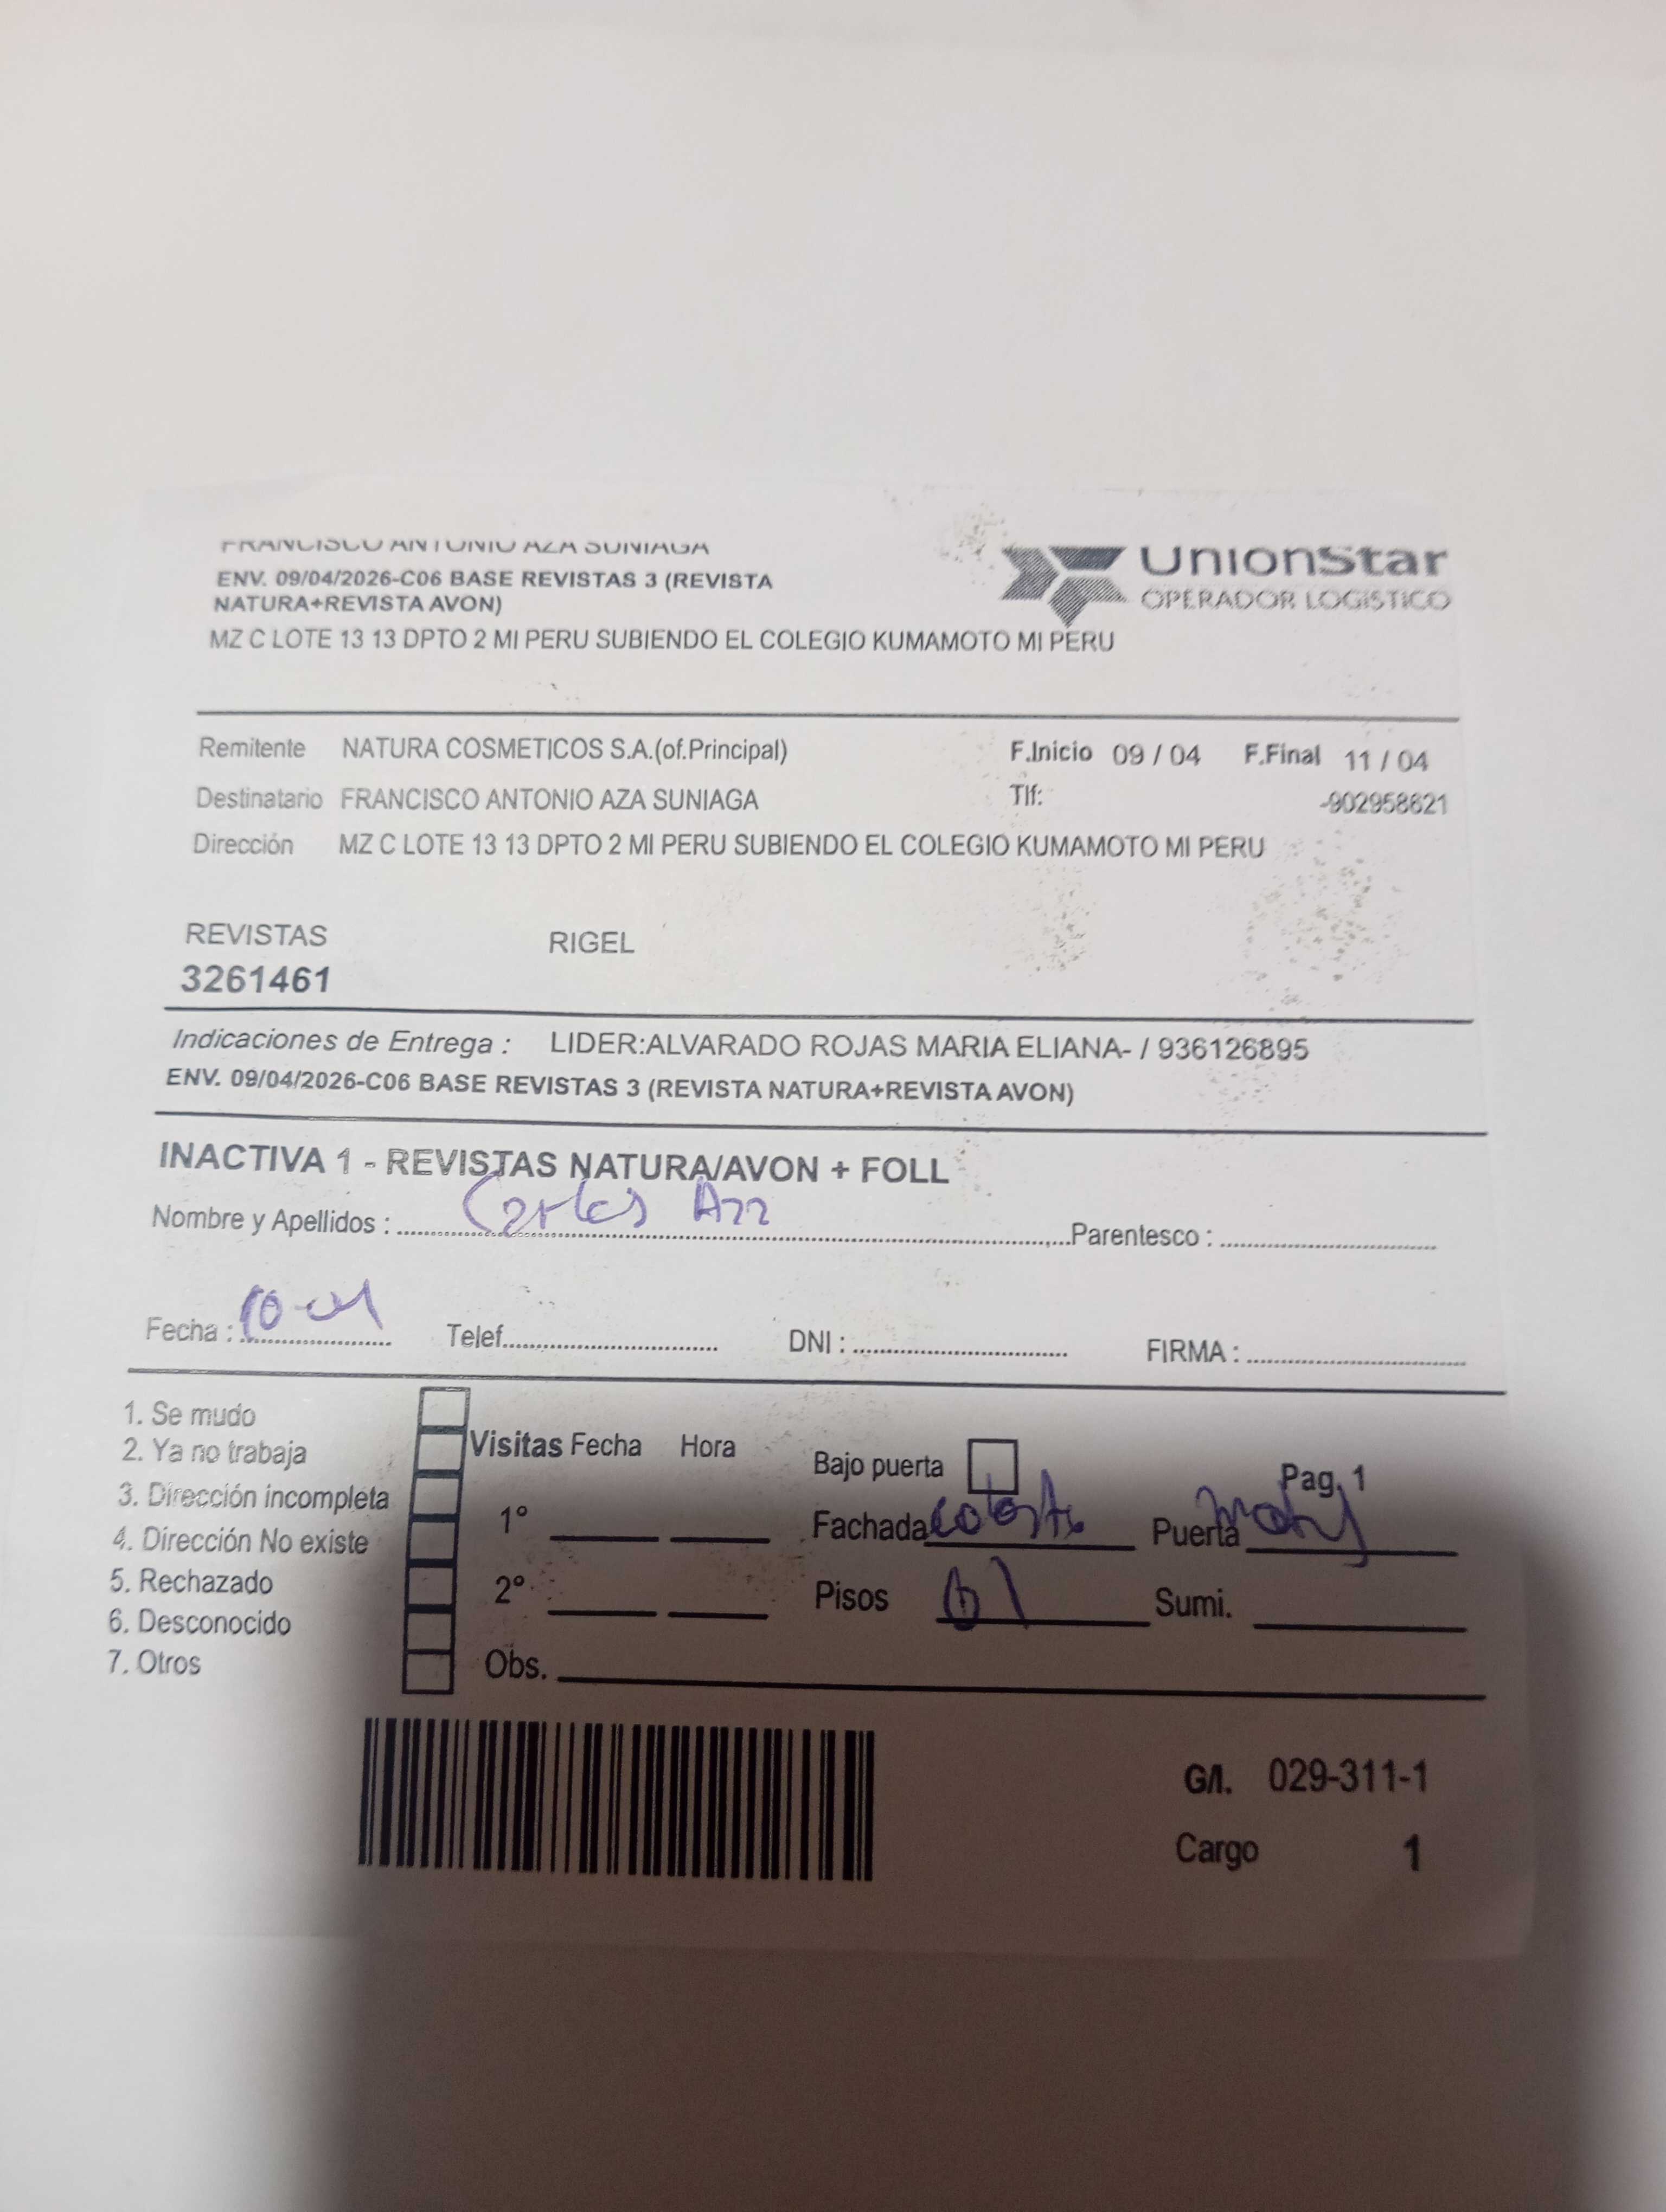 FRANCISCO ANTONIO AZA SUNIAGA
UnionStar
OPERADOR LOGISTICO
ENV. 09/04/2026-C06 BASE REVISTAS 3 (REVISTA
NATURA+REVISTA AVON)
MZ C LOTE 13 13 DPTO 2 MI PERU SUBIENDO EL COLEGIO KUMAMOTO MI PERU
Remitente NATURA COSMETICOS S.A.(of.Principal) F.Inicio 09 / 04 F.Final 11 / 04
Destinatario FRANCISCO ANTONIO AZA SUNIAGA Tlf: -902958621
Dirección MZ C LOTE 13 13 DPTO 2 MI PERU SUBIENDO EL COLEGIO KUMAMOTO MI PERU
REVISTAS RIGEL
3261461
Indicaciones de Entrega : LIDER:ALVARADO ROJAS MARIA ELIANA- / 936126895
ENV. 09/04/2026-C06 BASE REVISTAS 3 (REVISTA NATURA+REVISTA AVON)
INACTIVA 1 - REVISTAS NATURA/AVON + FOLL
Nombre y Apellidos : Carlos Parentesco :
Fecha : 10-04 Telef. DNI : FIRMA :
1. Se mudo
2. Ya no trabaja
3. Dirección incompleta
4. Dirección No existe
5. Rechazado
6. Desconocido
7. Otros
Visitas Fecha Hora
1°
2°
Obs.
Bajo puerta Pag. 1
Fachada celeste Puerta
Pisos 01 Sumi.
G/I. 029-311-1
Cargo 1